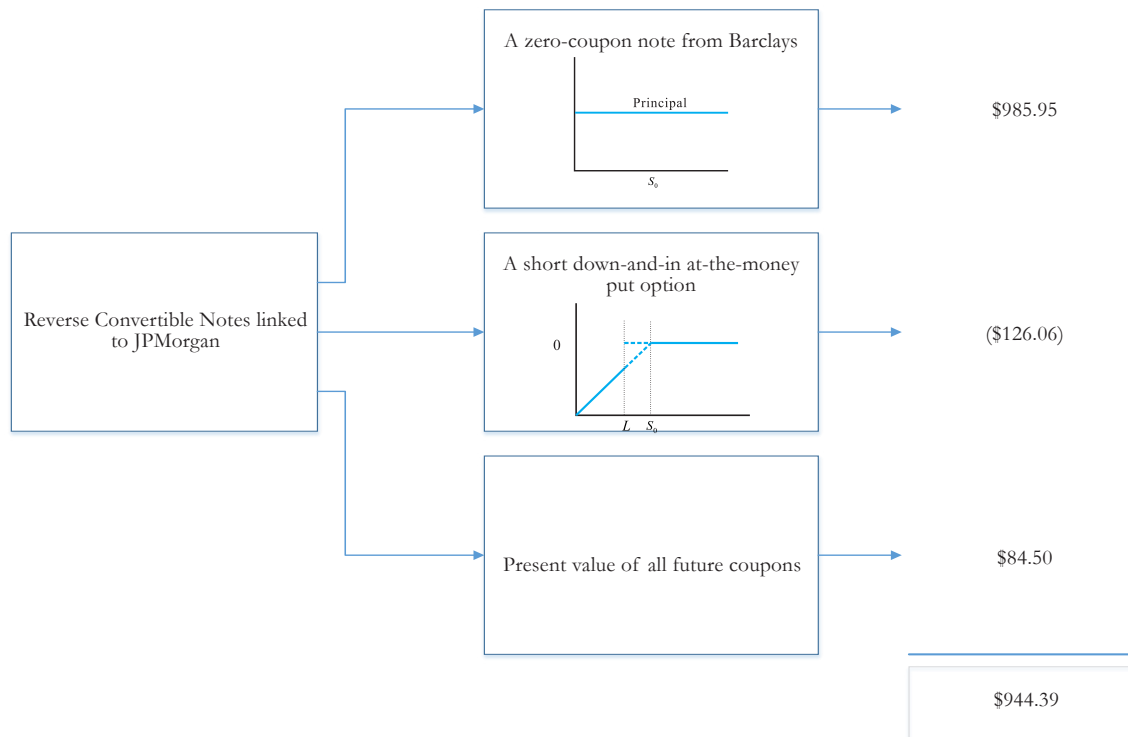 A zero-coupon note from Barclays
Principal
S₀
$985.95
Reverse Convertible Notes linked
to JPMorgan
A short down-and-in at-the-money
put option
0
L S₀
($126.06)
Present value of all future coupons
$84.50
$944.39